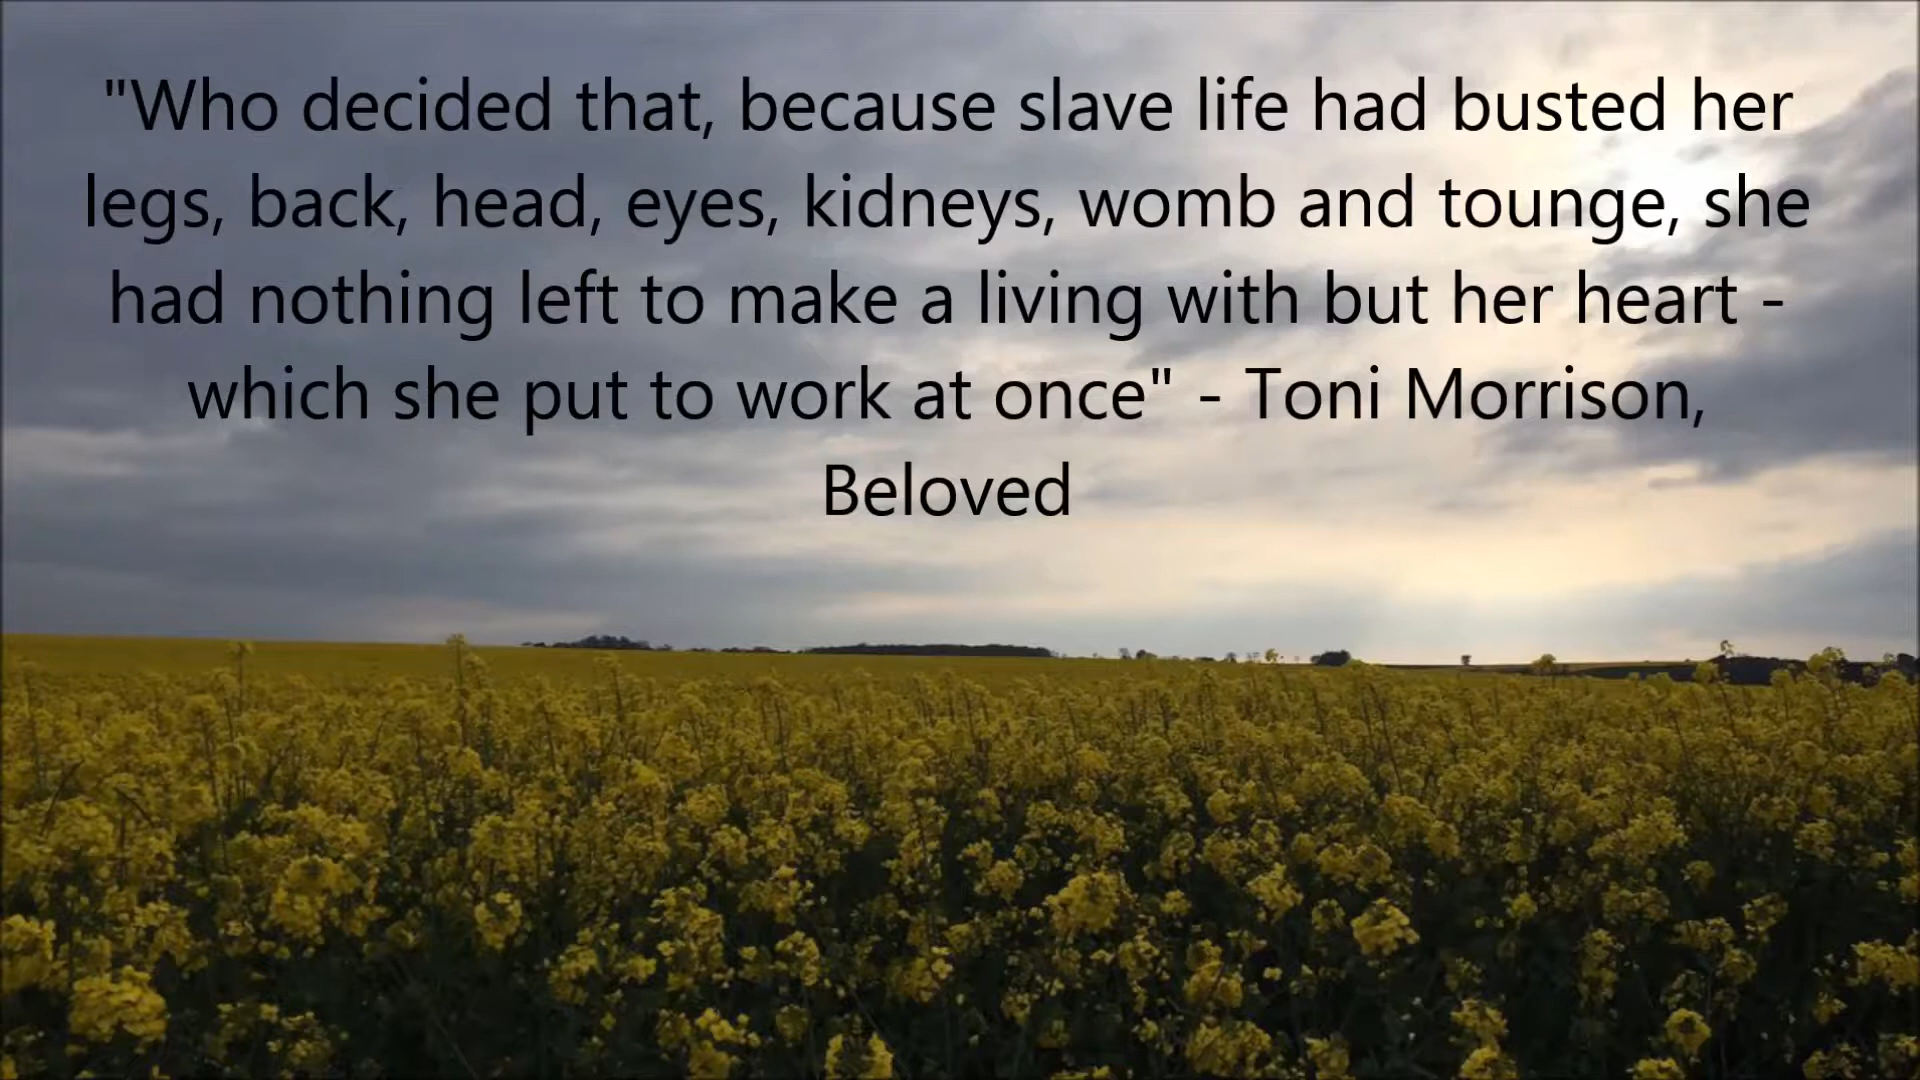 "Who decided that, because slave life had busted her
legs, back, head, eyes, kidneys, womb and tounge, she
had nothing left to make a living with but her heart -
which she put to work at once" - Toni Morrison,
Beloved